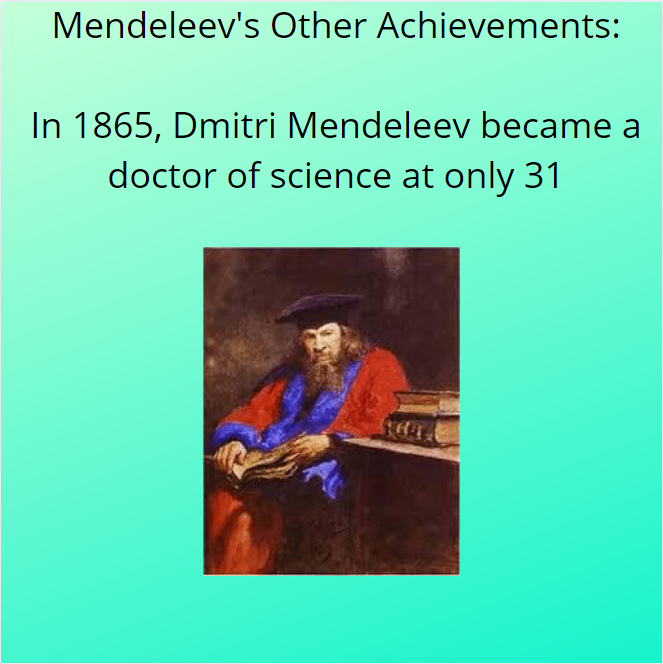 Mendeleev's Other Achievements:
In 1865, Dmitri Mendeleev became a
doctor of science at only 31